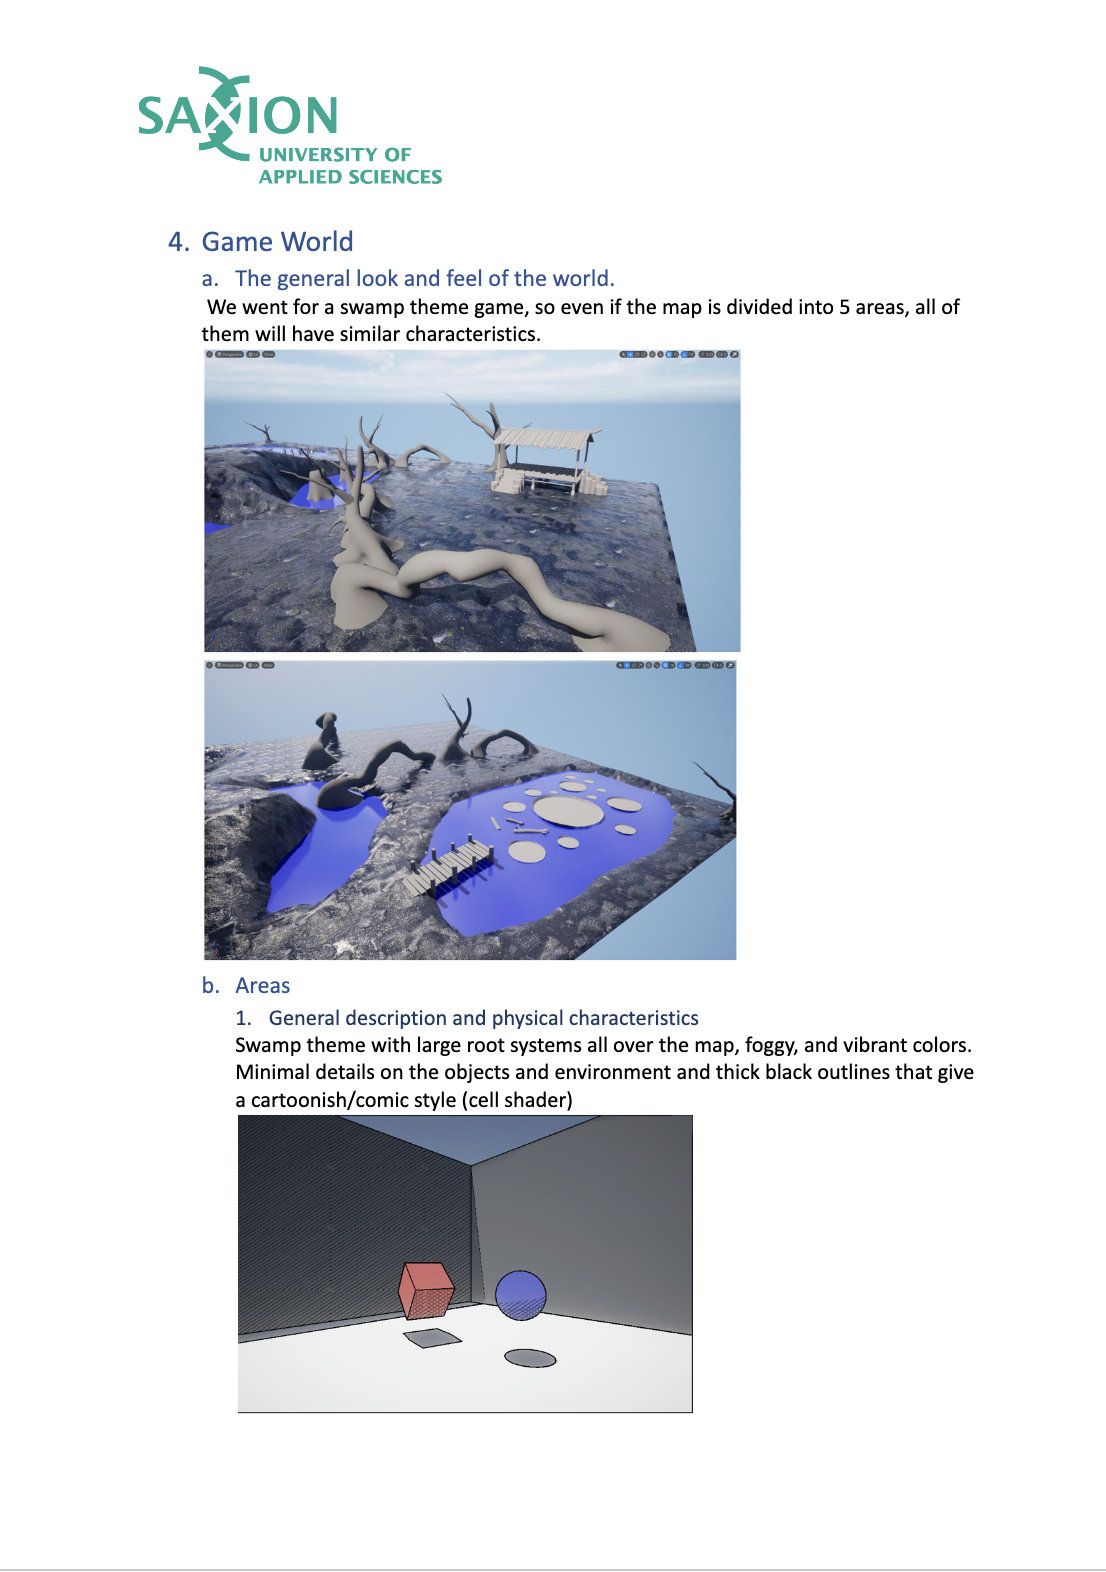 SAXION
UNIVERSITY OF
APPLIED SCIENCES
4. Game World
a. The general look and feel of the world.
We went for a swamp theme game, so even if the map is divided into 5 areas, all of
them will have similar characteristics.
Perspective
Perspective
b. Areas
1. General description and physical characteristics
Swamp theme with large root systems all over the map, foggy, and vibrant colors.
Minimal details on the objects and environment and thick black outlines that give
a cartoonish/comic style (cell shader)